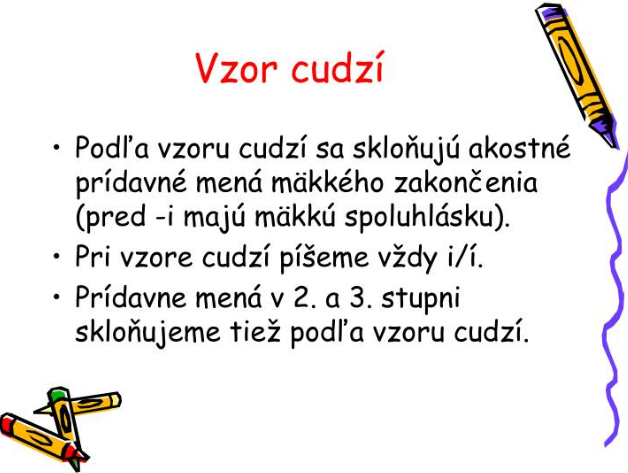 Vzor cudzí
• Podľa vzoru cudzí sa skloňujú akostné
prídavné mená mäkkého zakončenia
(pred -i majú mäkkú spoluhlásku).
• Pri vzore cudzí píšeme vždy i/í.
• Prídavne mená v 2. a 3. stupni
skloňujeme tiež podľa vzoru cudzí.